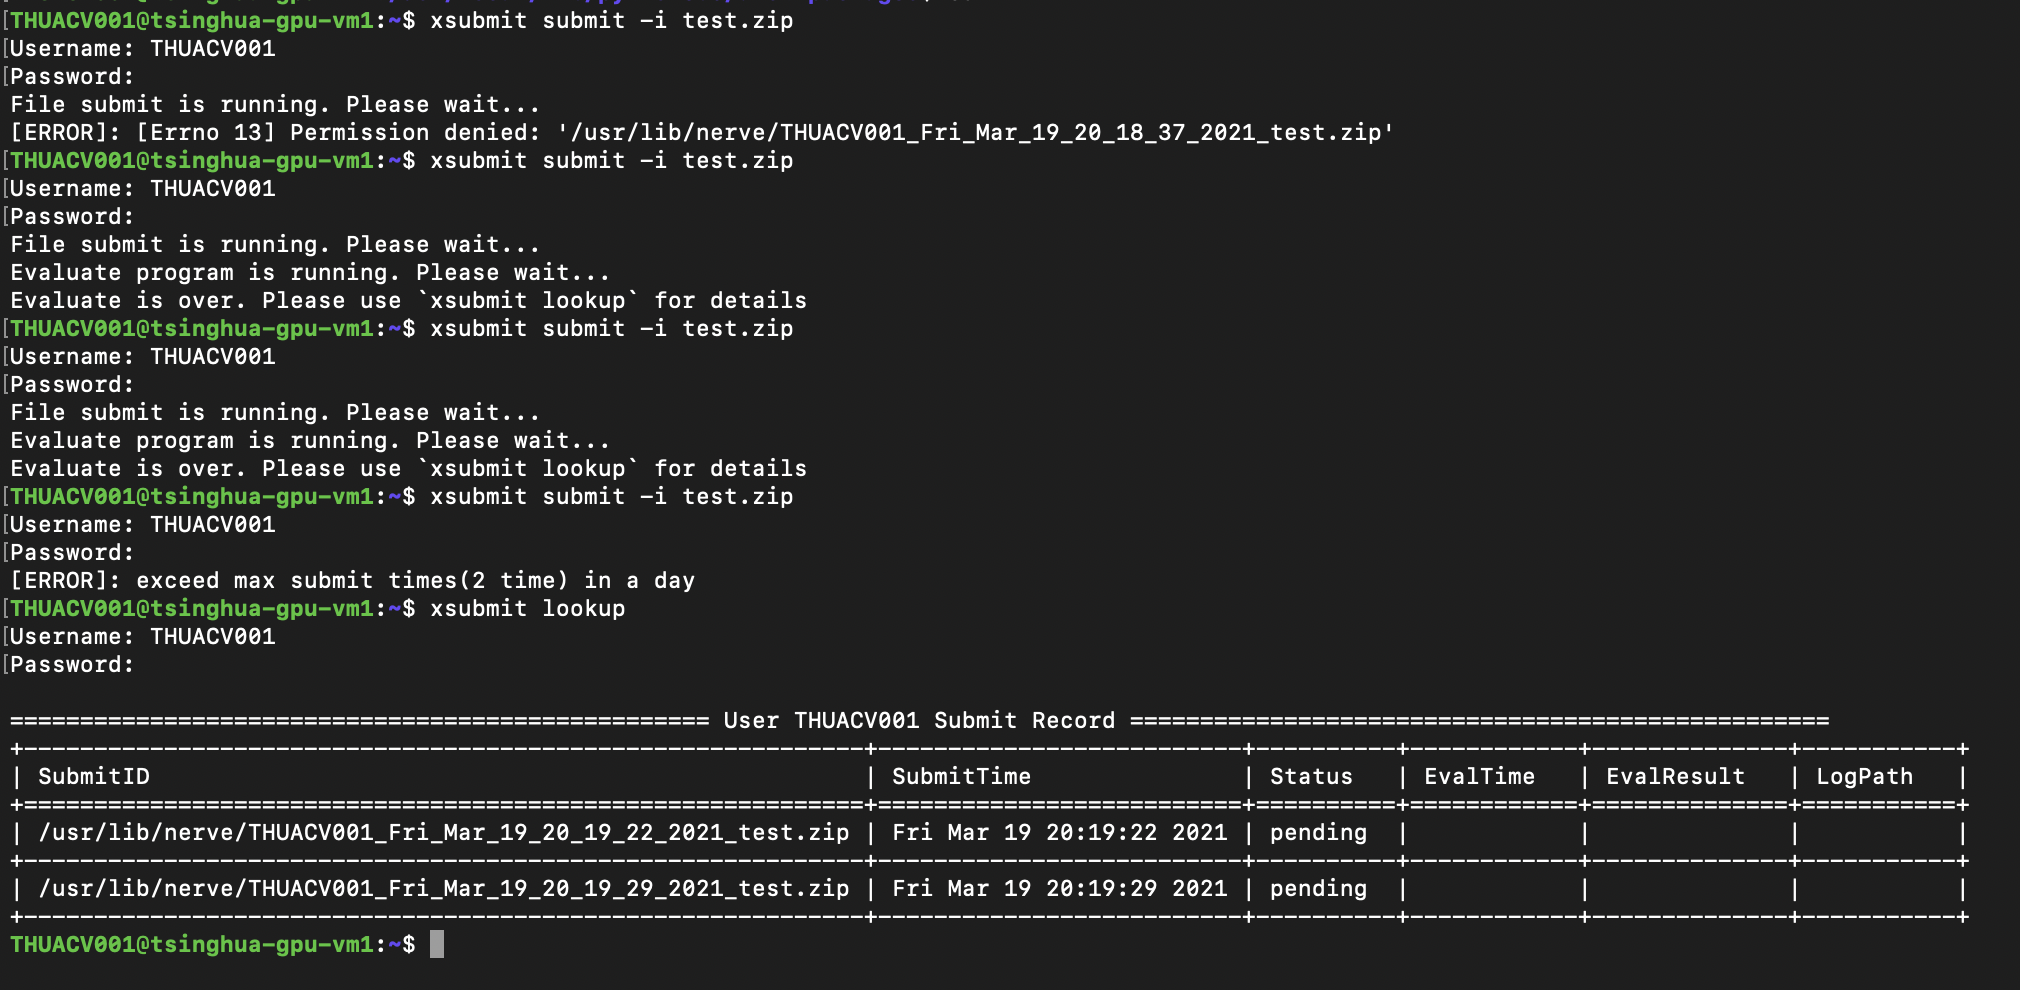 [THUACV001@tsinghua-gpu-vm1:~$ xsubmit submit -i test.zip
[Username: THUACV001
[Password:
File submit is running. Please wait...
[ERROR]: [Errno 13] Permission denied: '/usr/lib/nerve/THUACV001_Fri_Mar_19_20_18_37_2021_test.zip'
[THUACV001@tsinghua-gpu-vm1:~$ xsubmit submit -i test.zip
[Username: THUACV001
[Password:
File submit is running. Please wait...
Evaluate program is running. Please wait...
Evaluate is over. Please use `xsubmit lookup` for details
[THUACV001@tsinghua-gpu-vm1:~$ xsubmit submit -i test.zip
[Username: THUACV001
[Password:
File submit is running. Please wait...
Evaluate program is running. Please wait...
Evaluate is over. Please use `xsubmit lookup` for details
[THUACV001@tsinghua-gpu-vm1:~$ xsubmit submit -i test.zip
[Username: THUACV001
[Password:
[ERROR]: exceed max submit times(2 time) in a day
[THUACV001@tsinghua-gpu-vm1:~$ xsubmit lookup
[Username: THUACV001
[Password:
================================================== User THUACV001 Submit Record ==================================================
+------------------------------------------------------------+--------------------------+----------+------------+--------------+-----------+
| SubmitID | SubmitTime | Status | EvalTime | EvalResult | LogPath |
+============================================================+==========================+==========+============+==============+===========+
| /usr/lib/nerve/THUACV001_Fri_Mar_19_20_19_22_2021_test.zip | Fri Mar 19 20:19:22 2021 | pending | | | |
+------------------------------------------------------------+--------------------------+----------+------------+--------------+-----------+
| /usr/lib/nerve/THUACV001_Fri_Mar_19_20_19_29_2021_test.zip | Fri Mar 19 20:19:29 2021 | pending | | | |
+------------------------------------------------------------+--------------------------+----------+------------+--------------+-----------+
THUACV001@tsinghua-gpu-vm1:~$